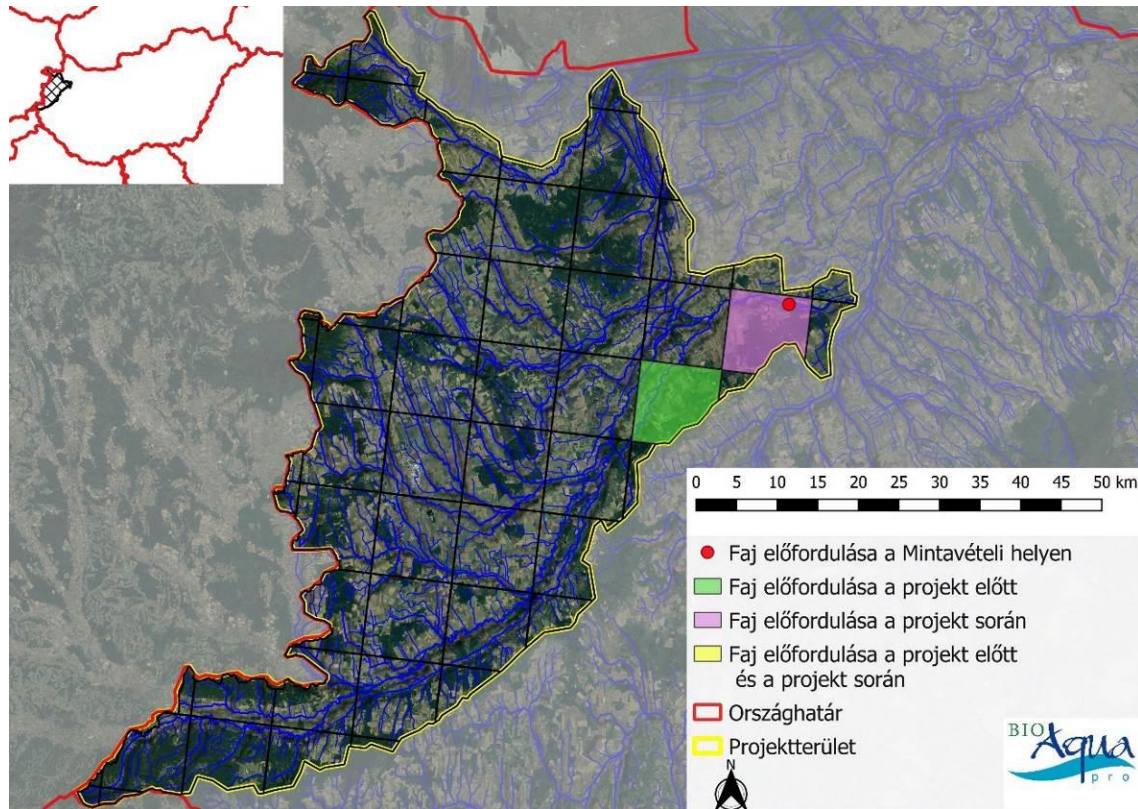 0 5 10 15 20 25 30 35 40 45 50 km
Faj előfordulása a Mintavételi helyen
Faj előfordulása a projekt előtt
Faj előfordulása a projekt során
Faj előfordulása a projekt előtt
és a projekt során
Országhatár
Projektterület
N
BIO
Aqua
pro